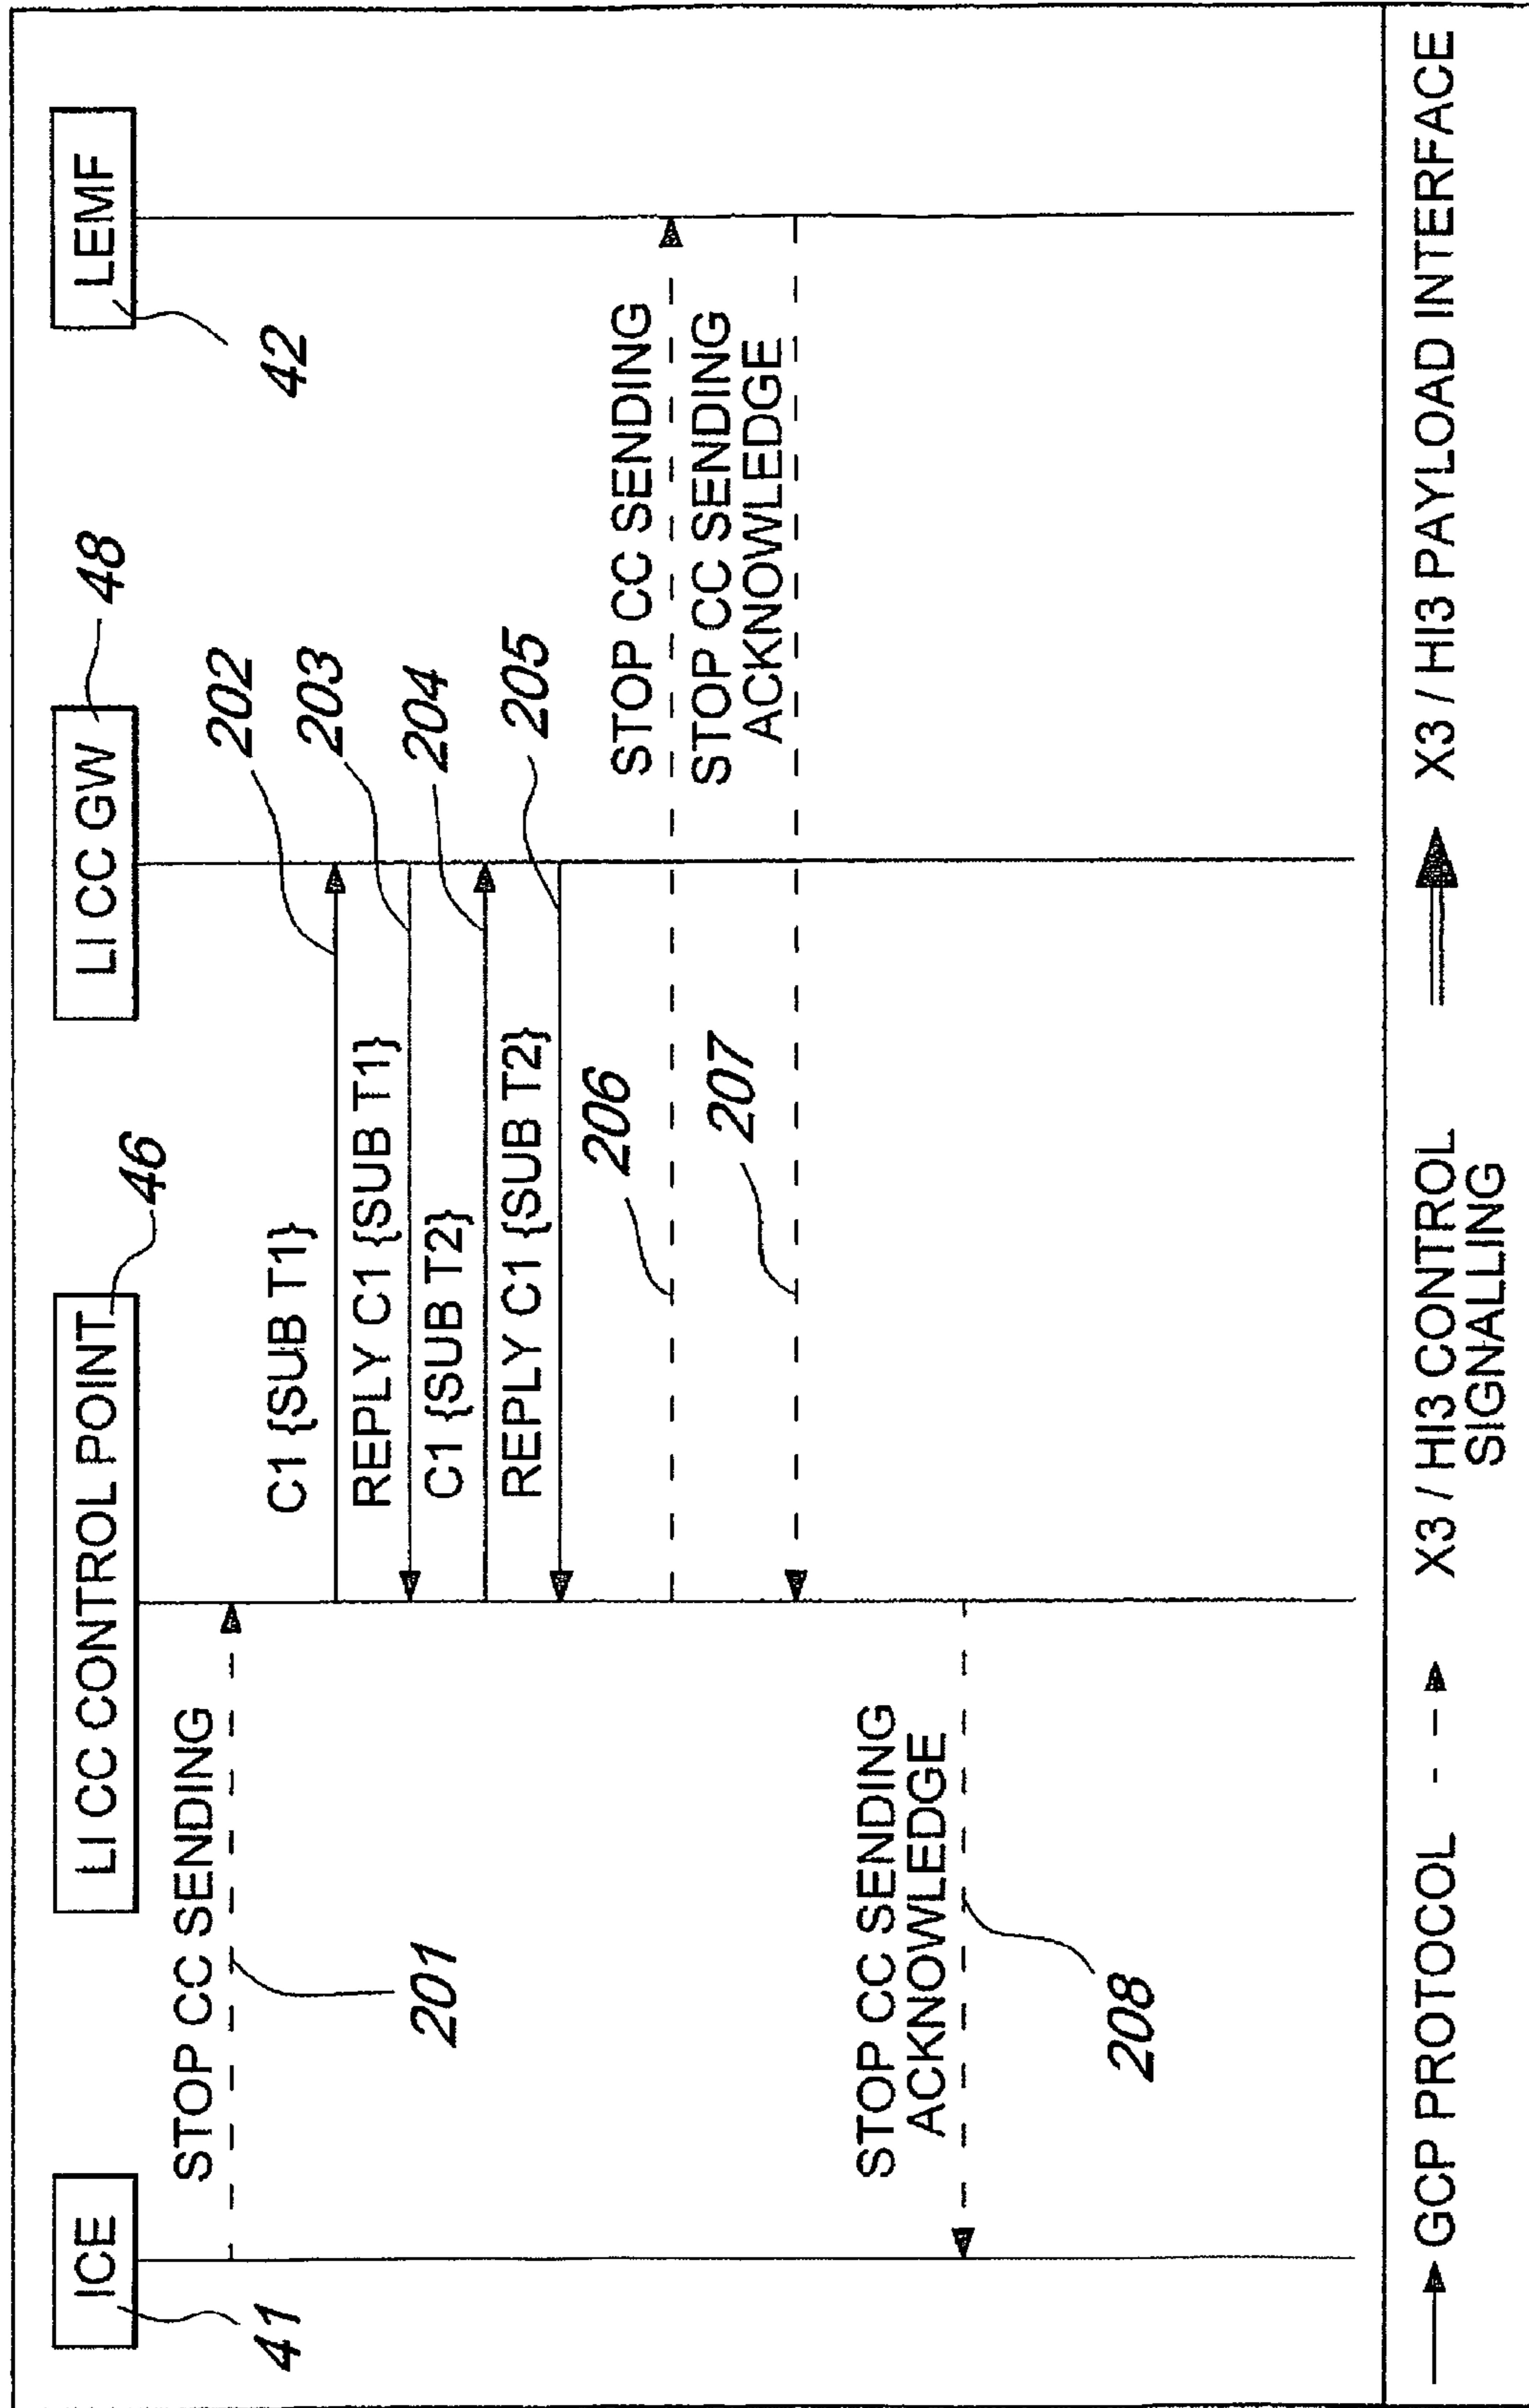 ICE
LI CC CONTROL POINT
LI CC GW
LEMF
41
46
48
42
STOP CC SENDING
201
C1 {SUB T1}
202
REPLY C1 {SUB T1}
203
C1 {SUB T2}
204
REPLY C1 {SUB T2}
205
206
STOP CC SENDING
207
STOP CC SENDING
ACKNOWLEDGE
STOP CC SENDING
ACKNOWLEDGE
208
GCP PROTOCOL
X3 / HI3 CONTROL
SIGNALLING
X3 / HI3 PAYLOAD INTERFACE